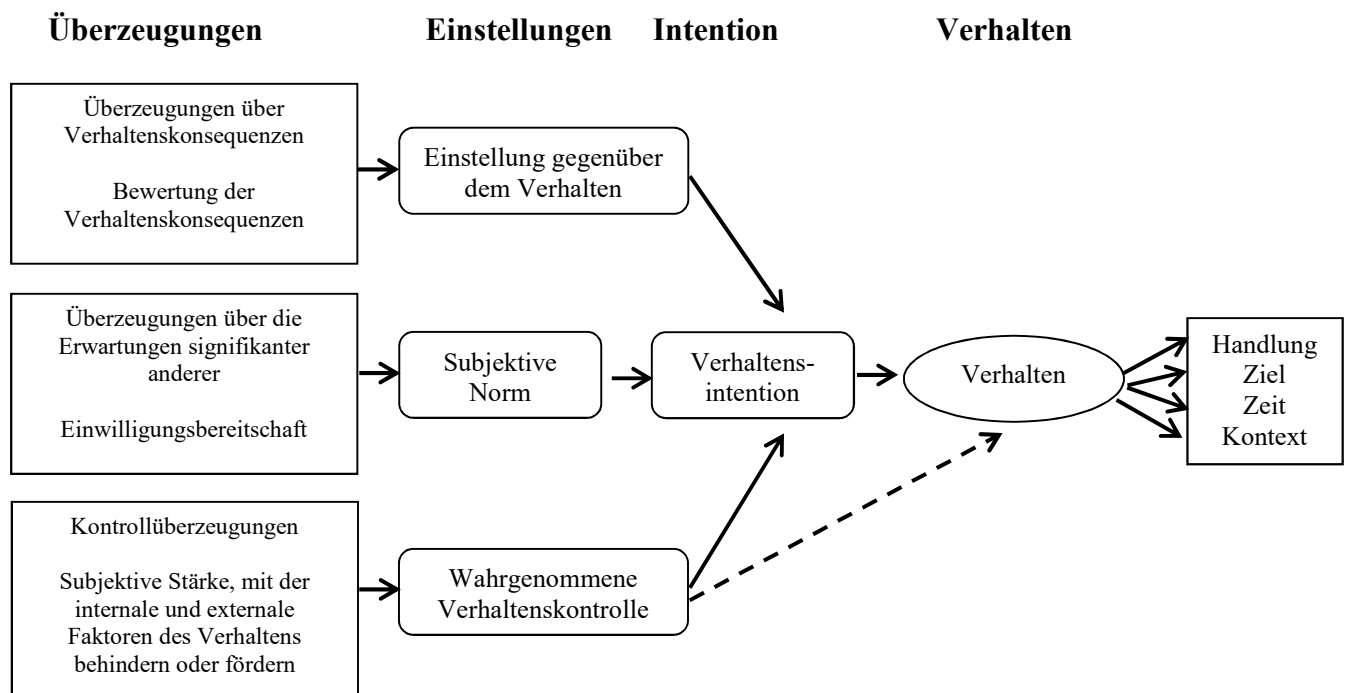 Überzeugungen
Einstellungen
Intention
Verhalten
Überzeugungen über
Verhaltenskonsequenzen
Bewertung der
Verhaltenskonsequenzen
Einstellung gegenüber
dem Verhalten
Überzeugungen über die
Erwartungen signifikanter
anderer
Einwilligungsbereitschaft
Subjektive
Norm
Verhaltens-
intention
Verhalten
Handlung
Ziel
Zeit
Kontext
Kontrollüberzeugungen
Subjektive Stärke, mit der
internale und externale
Faktoren des Verhaltens
behindern oder fördern
Wahrgenommene
Verhaltenskontrolle